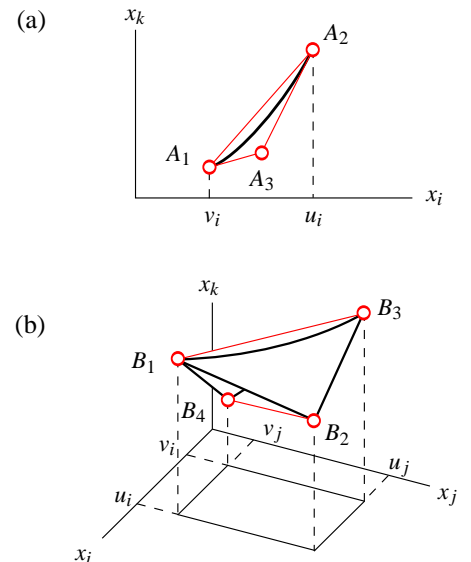 (a)
x_k
A_2
A_1
A_3
x_i
v_i
u_i
x_k
(b)
B_3
B_1
B_4
B_2
v_j
v_i
u_j
u_i
x_j
x_i